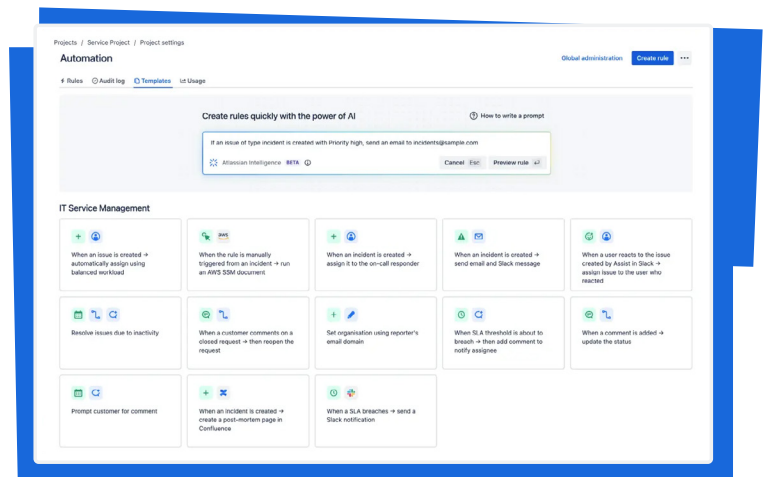 Projects / Service Project / Project settings
Automation
Global administration
Create rule
Rules
Audit log
Templates
Usage
Create rules quickly with the power of AI
How to write a prompt
If an issue of type incident is created with Priority high, send an email to incidents@sample.com
Atlassian Intelligence BETA
Cancel Esc
Preview rule
IT Service Management
When an issue is created →
automatically assign using
balanced workload
aws
When the rule is manually
triggered from an incident → run
an AWS SSM document
When an incident is created →
assign it to the on-call responder
When an incident is created →
send email and Slack message
When a user reacts to the issue
created by Assist in Slack →
assign issue to the user who
reacted
Resolve issues due to inactivity
When a customer comments on a
closed request → then reopen the
request
Set organisation using reporter's
email domain
When SLA threshold is about to
breach → then add comment to
notify assignee
When a comment is added →
update the status
Prompt customer for comment
When an incident is created →
create a post-mortem page in
Confluence
When a SLA breaches → send a
Slack notification